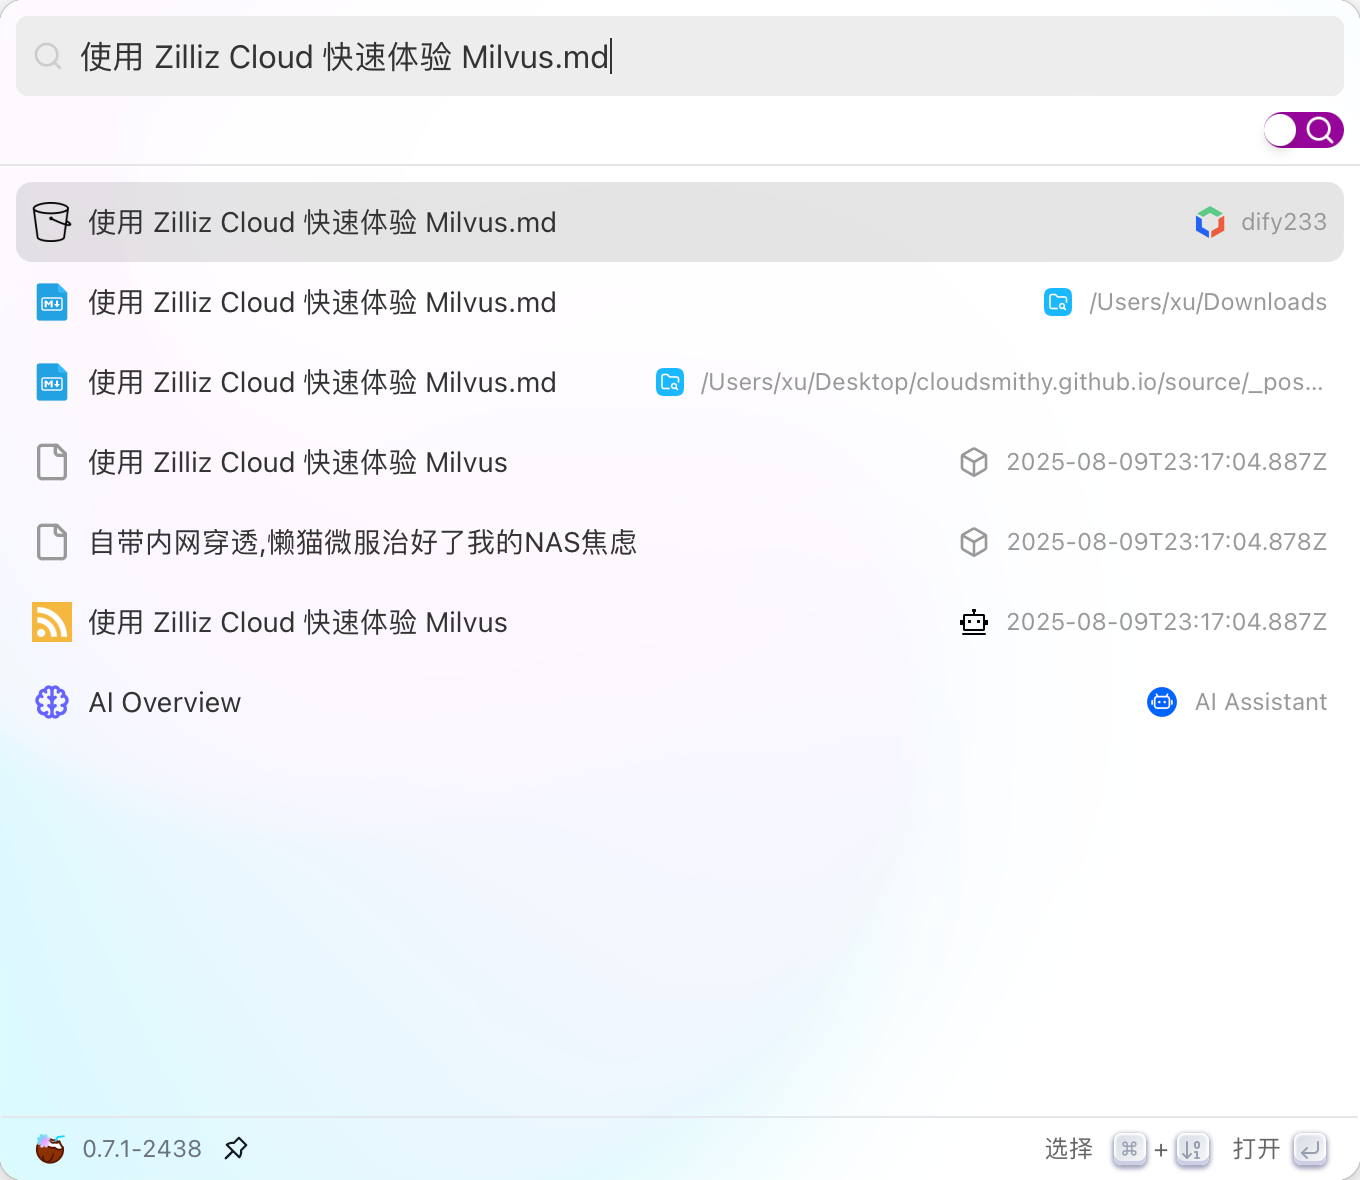 使用 Zilliz Cloud 快速体验 Milvus.md
使用 Zilliz Cloud 快速体验 Milvus.md dify233
使用 Zilliz Cloud 快速体验 Milvus.md /Users/xu/Downloads
使用 Zilliz Cloud 快速体验 Milvus.md /Users/xu/Desktop/cloudsmithy.github.io/source/_pos...
使用 Zilliz Cloud 快速体验 Milvus 2025-08-09T23:17:04.887Z
自带内网穿透,懒猫微服治好了我的NAS焦虑 2025-08-09T23:17:04.878Z
使用 Zilliz Cloud 快速体验 Milvus 2025-08-09T23:17:04.887Z
AI Overview AI Assistant
0.7.1-2438 选择 ⌘ + 打开